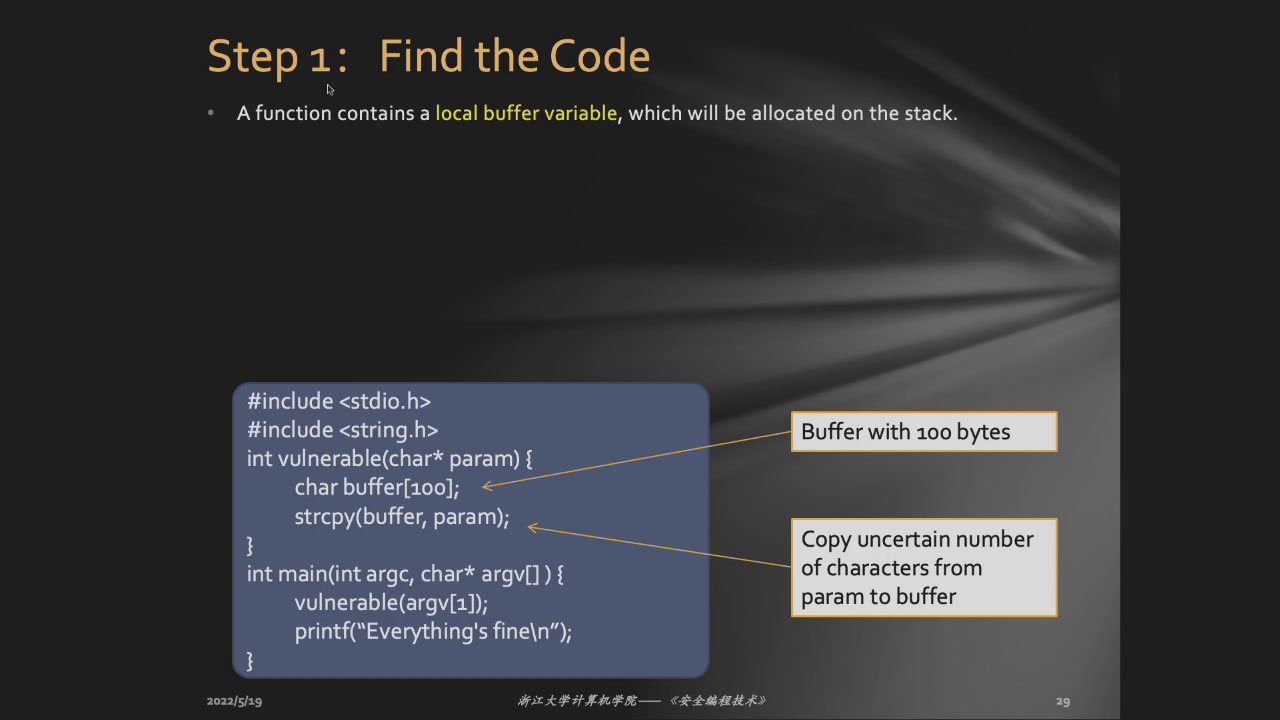 Step 1:   Find the Code
• A function contains a local buffer variable, which will be allocated on the stack.
#include <stdio.h>
#include <string.h>
int vulnerable(char* param) {
char buffer[100];
strcpy(buffer, param);
}
int main(int argc, char* argv[] ) {
vulnerable(argv[1]);
printf(“Everything's fine\n”);
}
Buffer with 100 bytes
Copy uncertain number
of characters from
param to buffer
2022/5/19
浙江大学计算机学院——《安全编程技术》
29